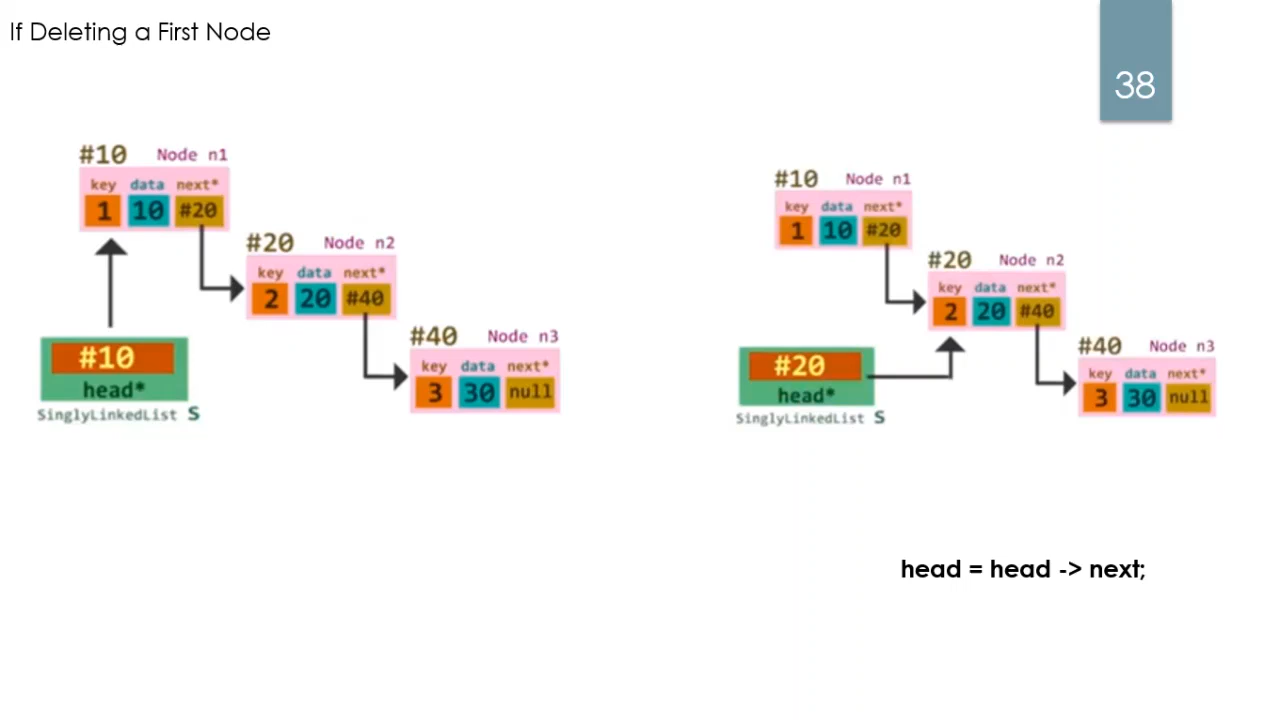 If Deleting a First Node
38
#10 Node n1
key data next*
1 10 #20
#20 Node n2
key data next*
2 20 #40
#40 Node n3
key data next*
3 30 null
#10
head*
SinglyLinkedList S
#10 Node n1
key data next*
1 10 #20
#20 Node n2
key data next*
2 20 #40
#40 Node n3
key data next*
3 30 null
#20
head*
SinglyLinkedList S
head = head -> next;